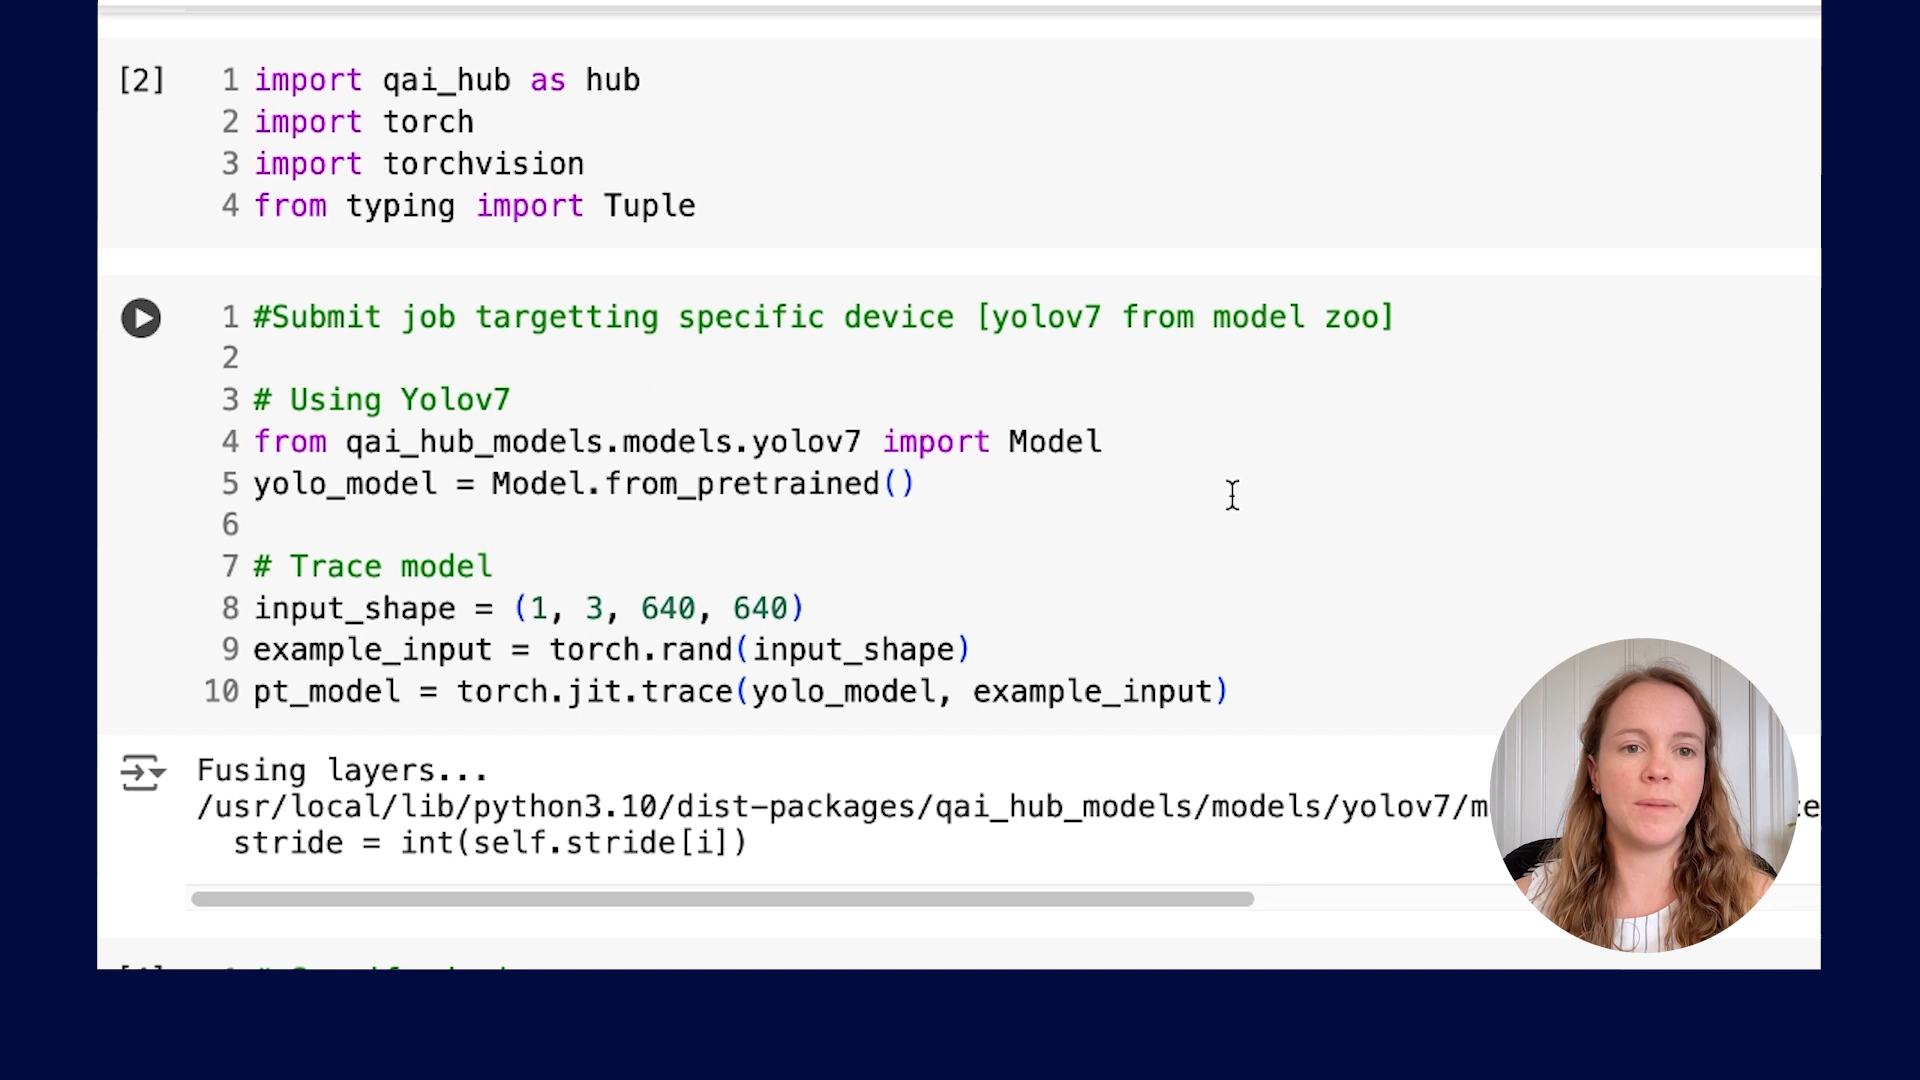 [2] 1 import qai_hub as hub
2 import torch
3 import torchvision
4 from typing import Tuple
1 #Submit job targetting specific device [yolov7 from model zoo]
2
3 # Using Yolov7
4 from qai_hub_models.models.yolov7 import Model
5 yolo_model = Model.from_pretrained()
6
7 # Trace model
8 input_shape = (1, 3, 640, 640)
9 example_input = torch.rand(input_shape)
10 pt_model = torch.jit.trace(yolo_model, example_input)
Fusing layers...
/usr/local/lib/python3.10/dist-packages/qai_hub_models/models/yolov7/m
stride = int(self.stride[i])